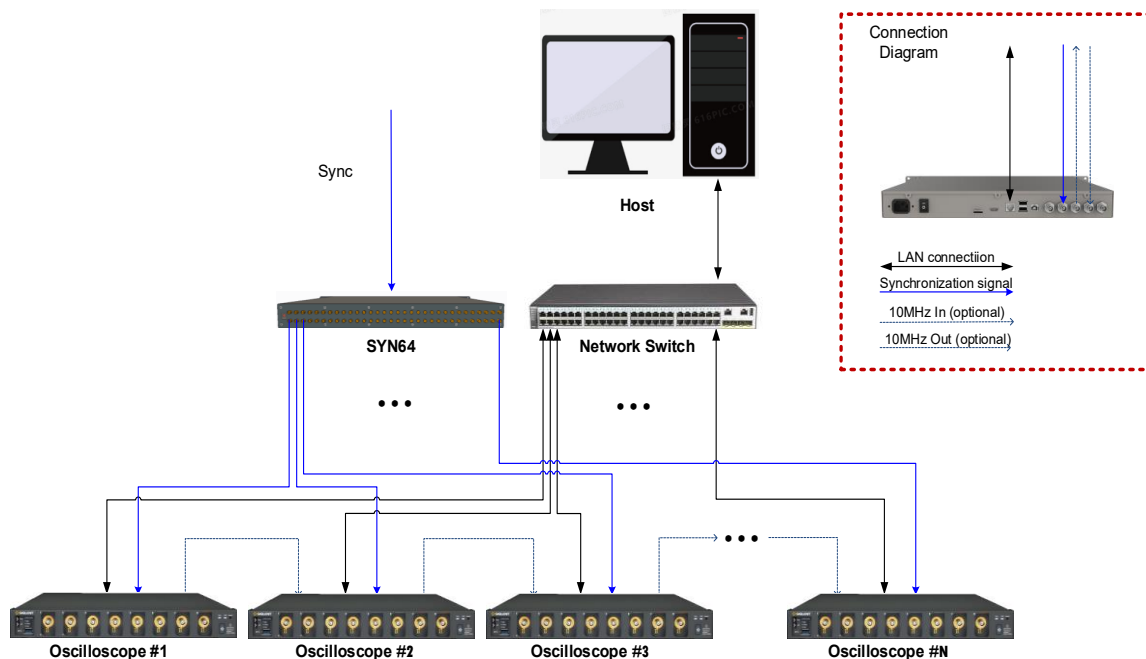 Connection
Diagram
Sync
Host
LAN connectiion
Synchronization signal
10MHz In (optional)
10MHz Out (optional)
SYN64
Network Switch
•••
•••
•••
Oscilloscope #1
Oscilloscope #2
Oscilloscope #3
Oscilloscope #N